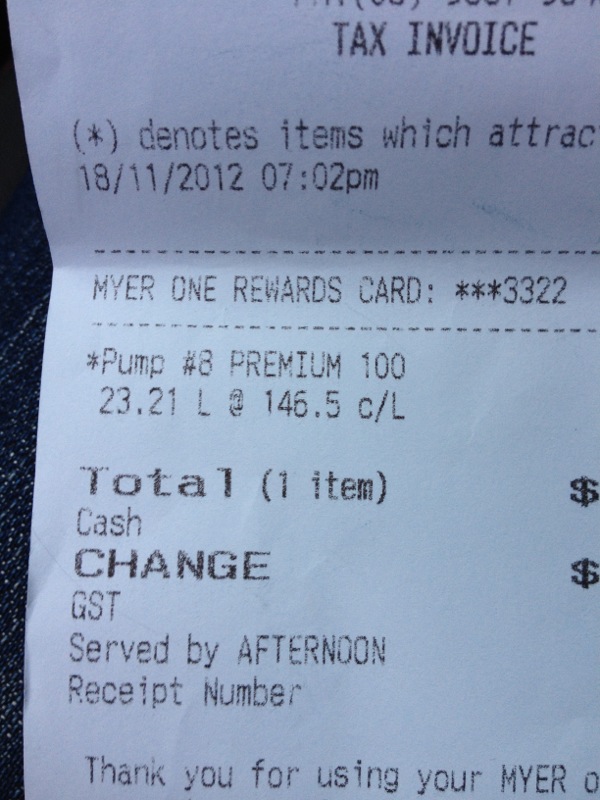 TAX INVOICE
(*) denotes items which attrac
18/11/2012 07:02pm
MYER ONE REWARDS CARD: ***3322
*Pump #8 PREMIUM 100
23.21 L @ 146.5 c/L
Total (1 item) $
Cash
CHANGE $
GST
Served by AFTERNOON
Receipt Number
Thank you for using your MYER o